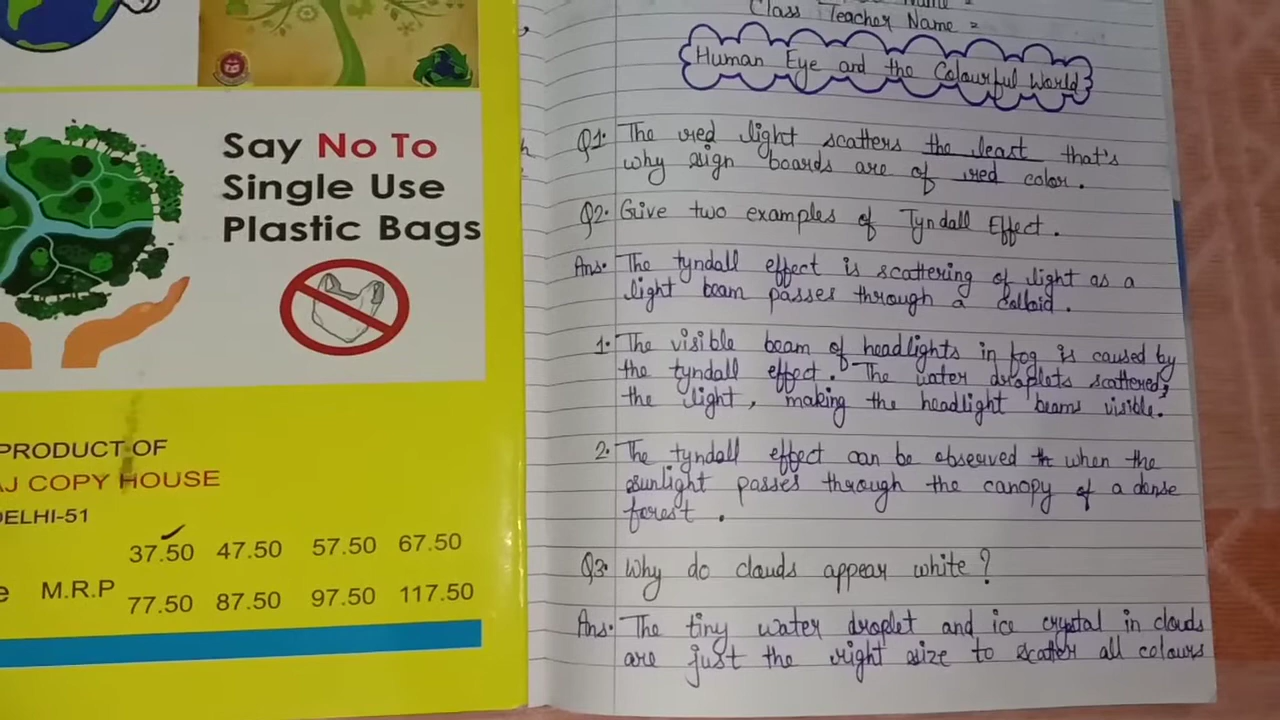 Say No To
Single Use
Plastic Bags
PRODUCT OF
AJ COPY HOUSE
DELHI-51
37.50 47.50 57.50 67.50
M.R.P
77.50 87.50 97.50 117.50
Class Teacher Name =
Human Eye and the Colourful World
Q1. The red light scatters the least that's
why sign boards are of red color.
Q2. Give two examples of Tyndall Effect.
Ans. The tyndall effect is scattering of light as a
light beam passes through a colloid.
1. The visible beam of headlights in fog is caused by
the tyndall effect. The water droplets scattered,
the light, making the headlight beams visible.
2. The tyndall effect can be observed when the
sunlight passes through the canopy of a dense
forest.
Q3. Why do clouds appear white?
Ans. The tiny water droplet and ice crystal in clouds
are just the right size to scatter all colours